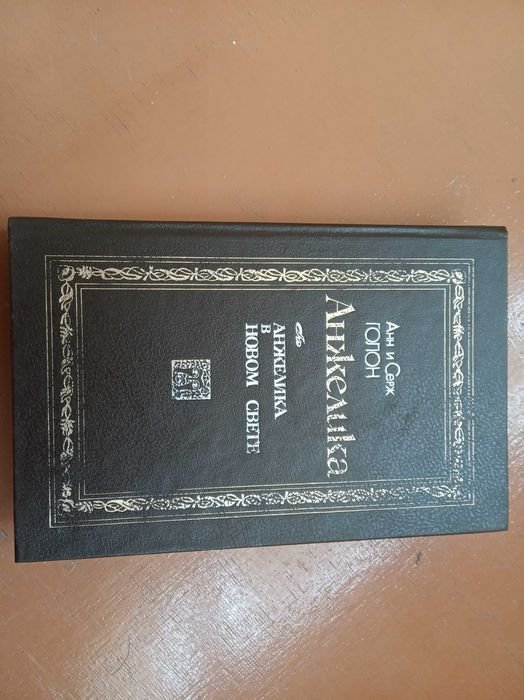 Анн и Серж
ГОЛОН
Анжелика
АНЖЕЛИКА
В
НОВОМ СВЕТЕ